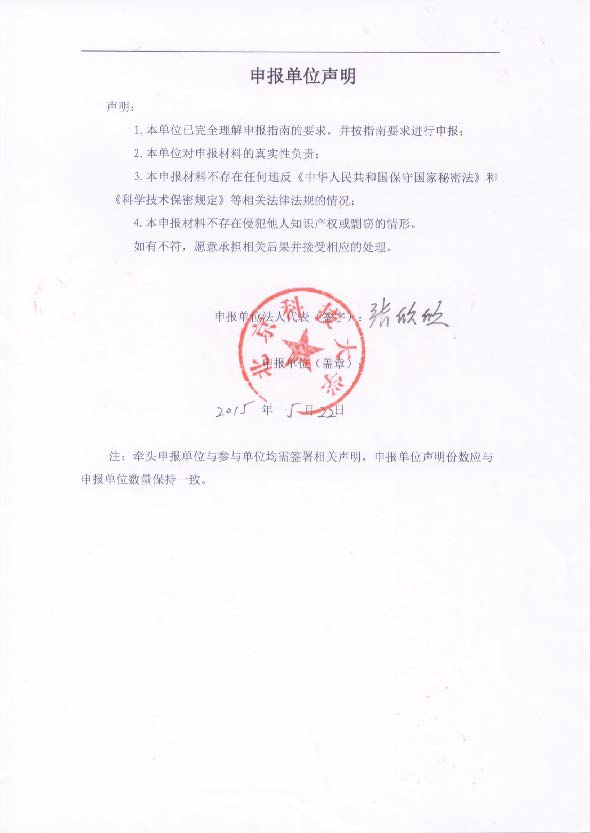 申报单位声明
声明：
1. 本单位已完全理解申报指南的要求，并按指南要求进行申报；
2. 本单位对申报材料的真实性负责；
3. 本申报材料不存在任何违反《中华人民共和国保守国家秘密法》和
《科学技术保密规定》等相关法律法规的情况；
4. 本申报材料不存在侵犯他人知识产权或剽窃的情形。
如有不符，愿意承担相关后果并接受相应的处理。
申报单位法人代表（签字）：张欣欣
北京科技大学
申报单位（盖章）：
2015 年 5 月 22 日
注：牵头申报单位与参与单位均需签署相关声明，申报单位声明份数应与
申报单位数量保持一致。